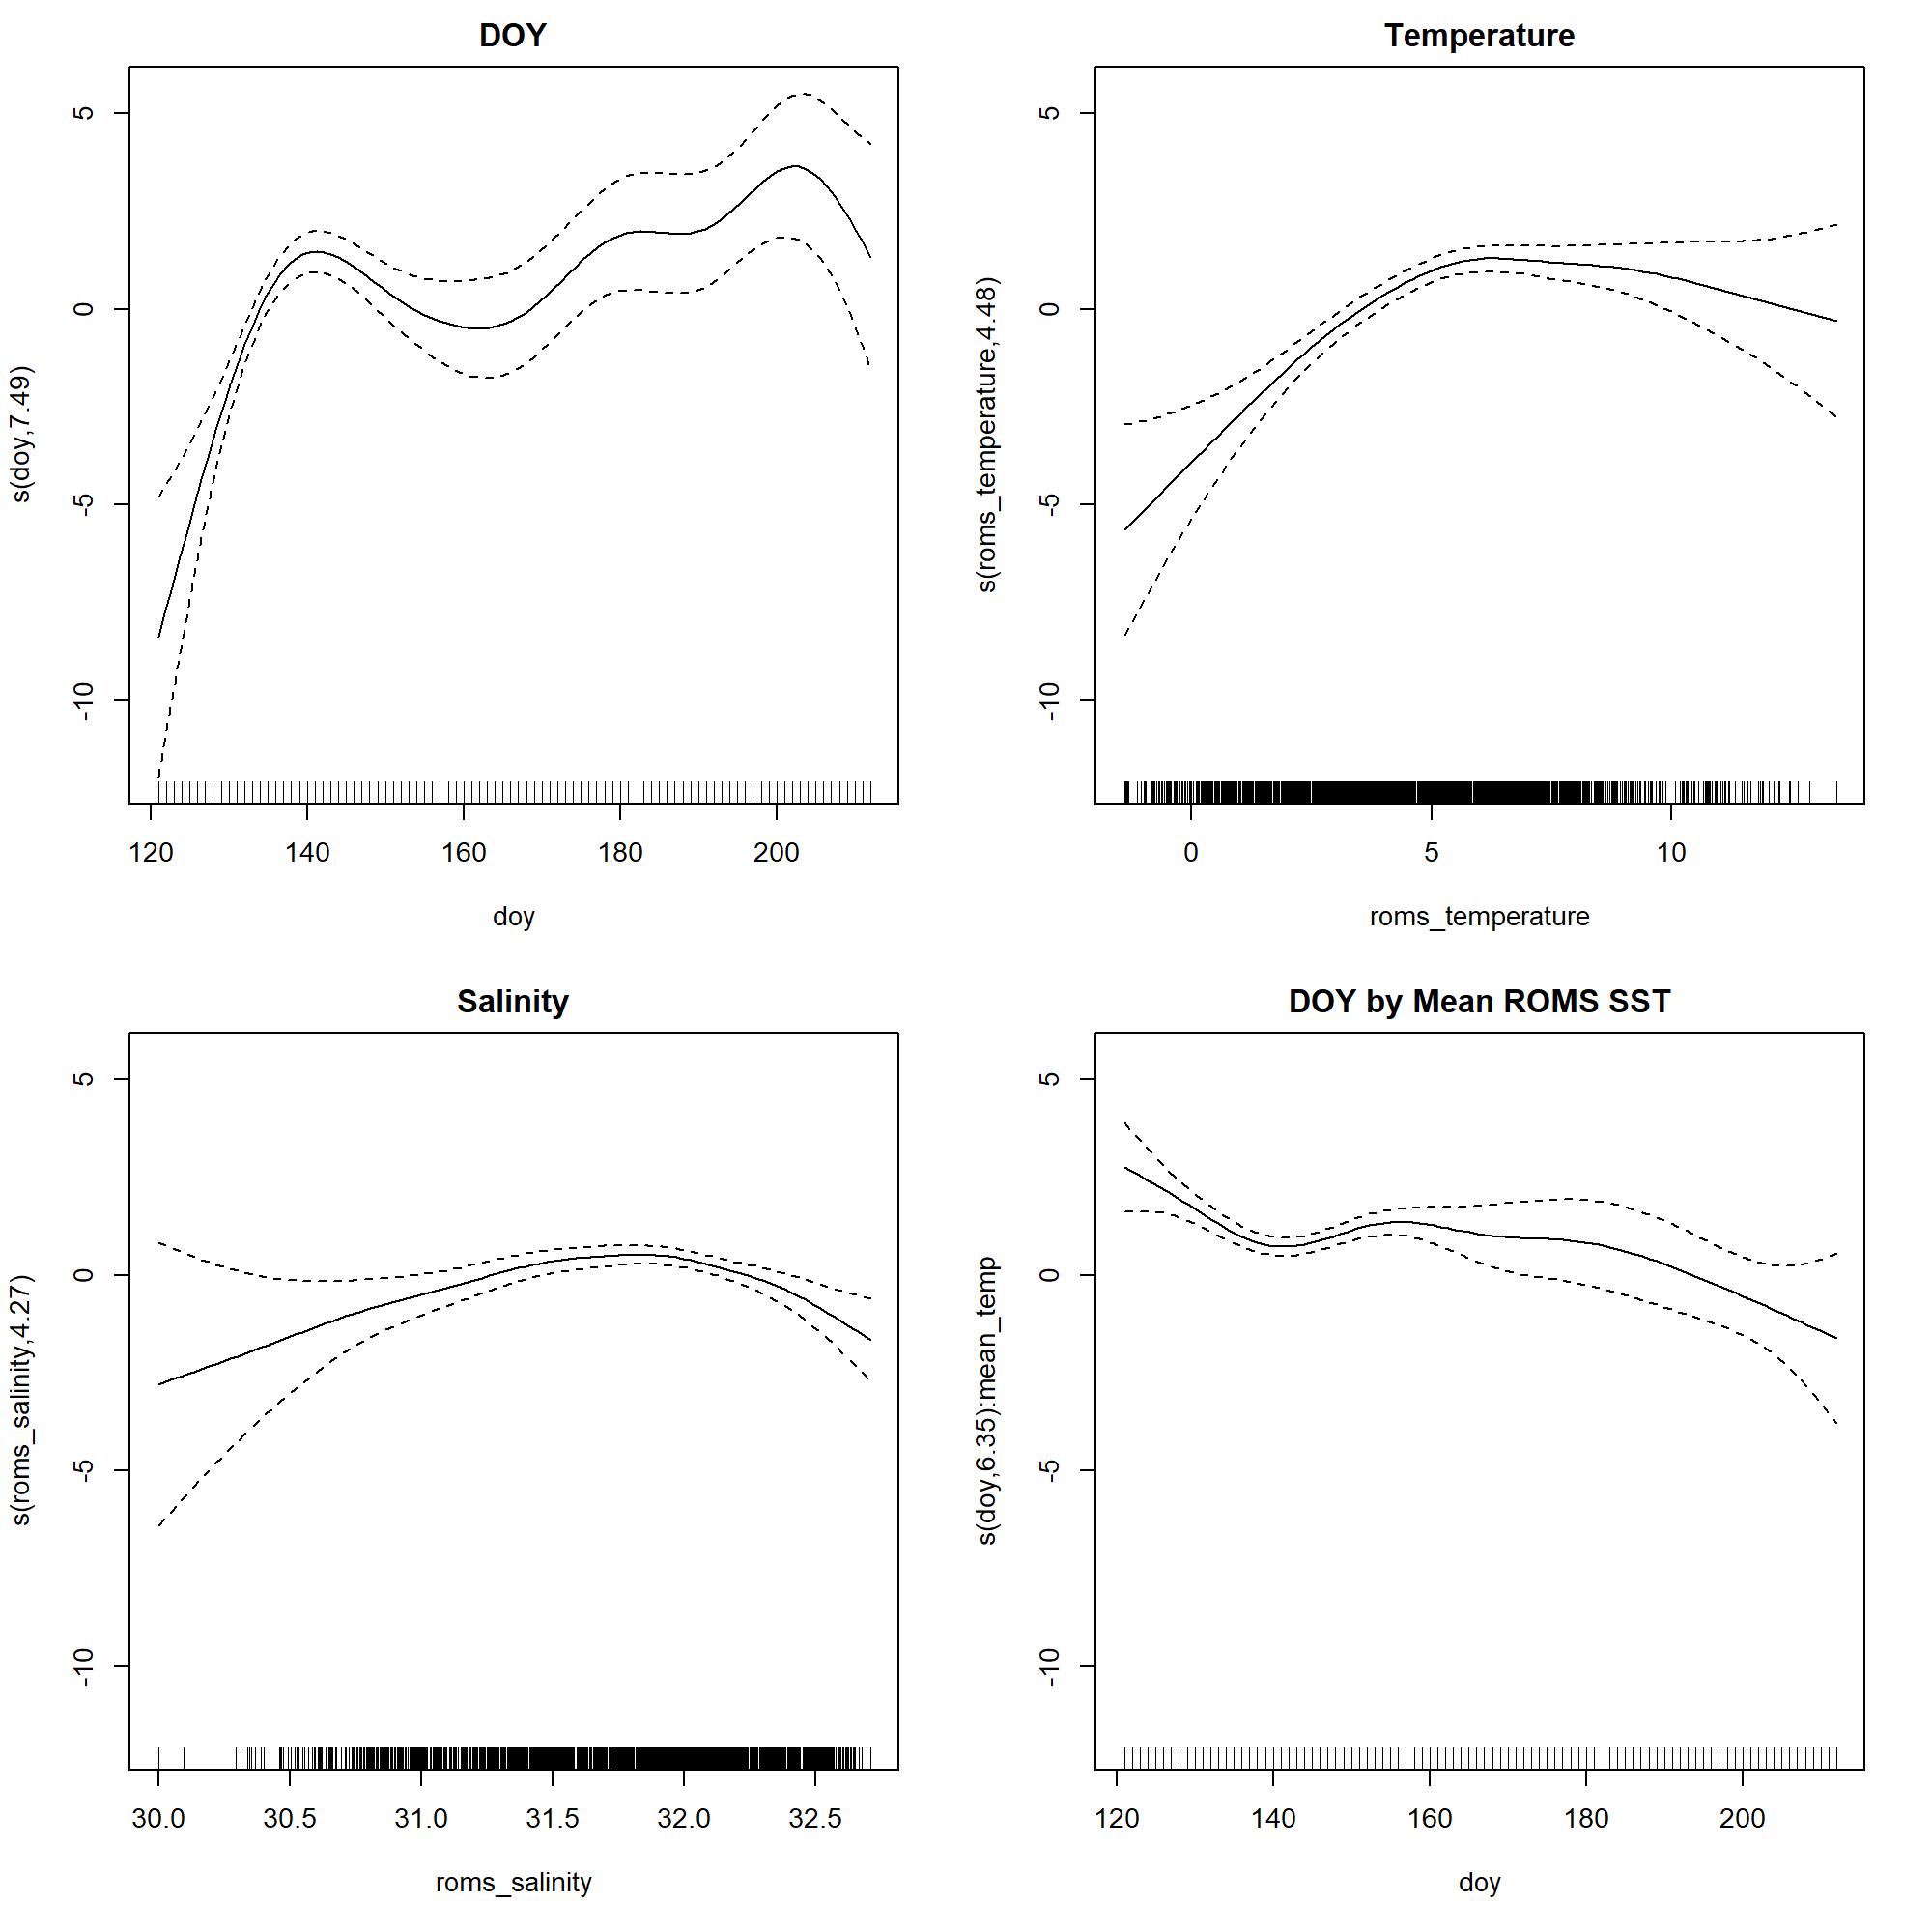 DOY
5
0
-5
-10
s(doy,7.49)
120 140 160 180 200
doy
Temperature
5
0
-5
-10
s(roms_temperature,4.48)
0 5 10
roms_temperature
Salinity
5
0
-5
-10
s(roms_salinity,4.27)
30.0 30.5 31.0 31.5 32.0 32.5
roms_salinity
DOY by Mean ROMS SST
5
0
-5
-10
s(doy,6.35):mean_temp
120 140 160 180 200
doy